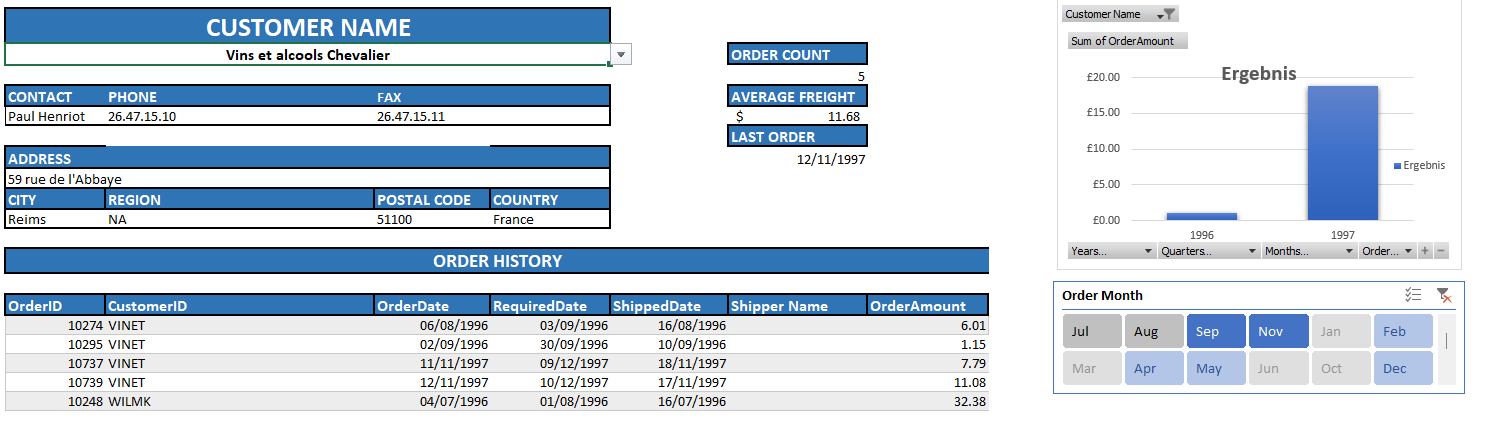 CUSTOMER NAME
Vins et alcools Chevalier
CONTACT PHONE FAX
Paul Henriot 26.47.15.10 26.47.15.11
ADDRESS
59 rue de l'Abbaye
CITY REGION POSTAL CODE COUNTRY
Reims NA 51100 France
ORDER COUNT
5
AVERAGE FREIGHT
$ 11.68
LAST ORDER
12/11/1997
ORDER HISTORY
OrderID CustomerID OrderDate RequiredDate ShippedDate Shipper Name OrderAmount
10274 VINET 06/08/1996 03/09/1996 16/08/1996 6.01
10295 VINET 02/09/1996 30/09/1996 10/09/1996 1.15
10737 VINET 11/11/1997 09/12/1997 18/11/1997 7.79
10739 VINET 12/11/1997 10/12/1997 17/11/1997 11.08
10248 WILMK 04/07/1996 01/08/1996 16/07/1996 32.38
Customer Name
Sum of OrderAmount
Ergebnis
£20.00
£15.00
£10.00
£5.00
£0.00
1996 1997
Ergebnis
Years... Quarters... Months... Order... + −
Order Month
Jul Aug Sep Nov Jan Feb
Mar Apr May Jun Oct Dec